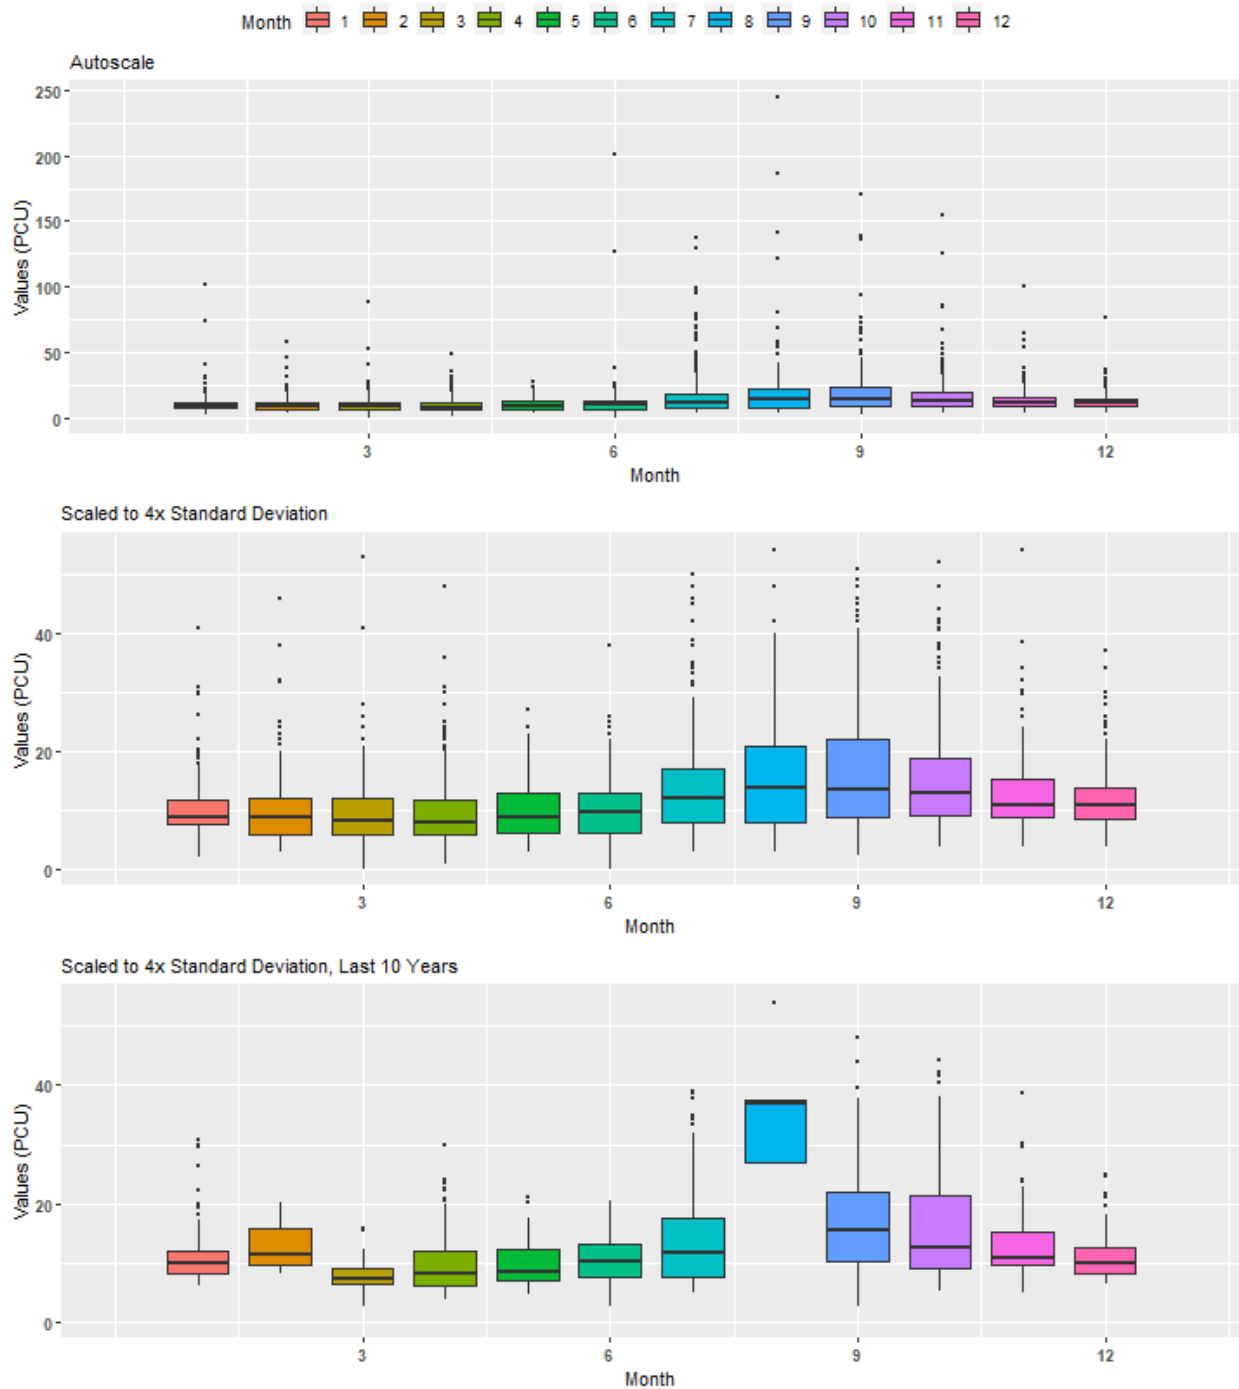 Month 1 2 3 4 5 6 7 8 9 10 11 12
Autoscale
Values (PCU)
250
200
150
100
50
0
3 6 9 12
Month
Scaled to 4x Standard Deviation
Values (PCU)
40
20
0
3 6 9 12
Month
Scaled to 4x Standard Deviation, Last 10 Years
Values (PCU)
40
20
0
3 6 9 12
Month